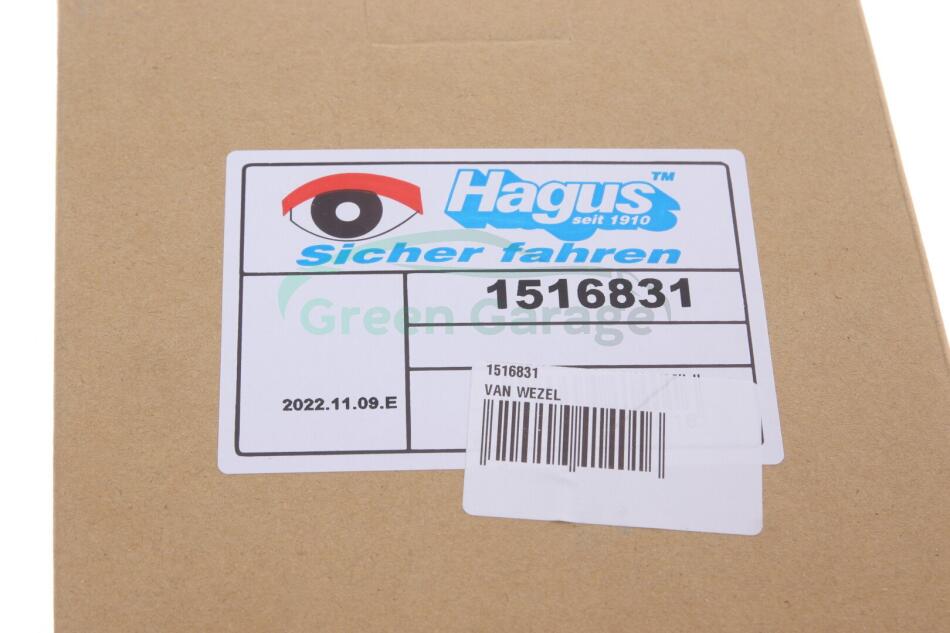 Hagus™
seit 1910
Sicher fahren
1516831
Green Garage
2022.11.09.E
1516831
VAN WEZEL